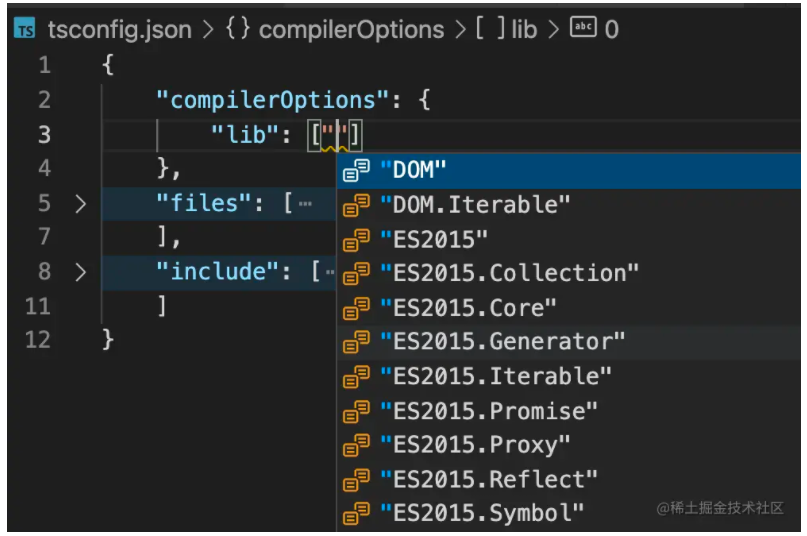 TS tsconfig.json > {} compilerOptions > [ ] lib > abc 0
1 {
2 "compilerOptions": {
3 "lib": [""]
4 },
5 > "files": [ ⋯
7 ],
8 > "include": [ ⋯
11 ]
12 }
"DOM"
"DOM.Iterable"
"ES2015"
"ES2015.Collection"
"ES2015.Core"
"ES2015.Generator"
"ES2015.Iterable"
"ES2015.Promise"
"ES2015.Proxy"
"ES2015.Reflect"
"ES2015.Symbol"
@稀土掘金技术社区